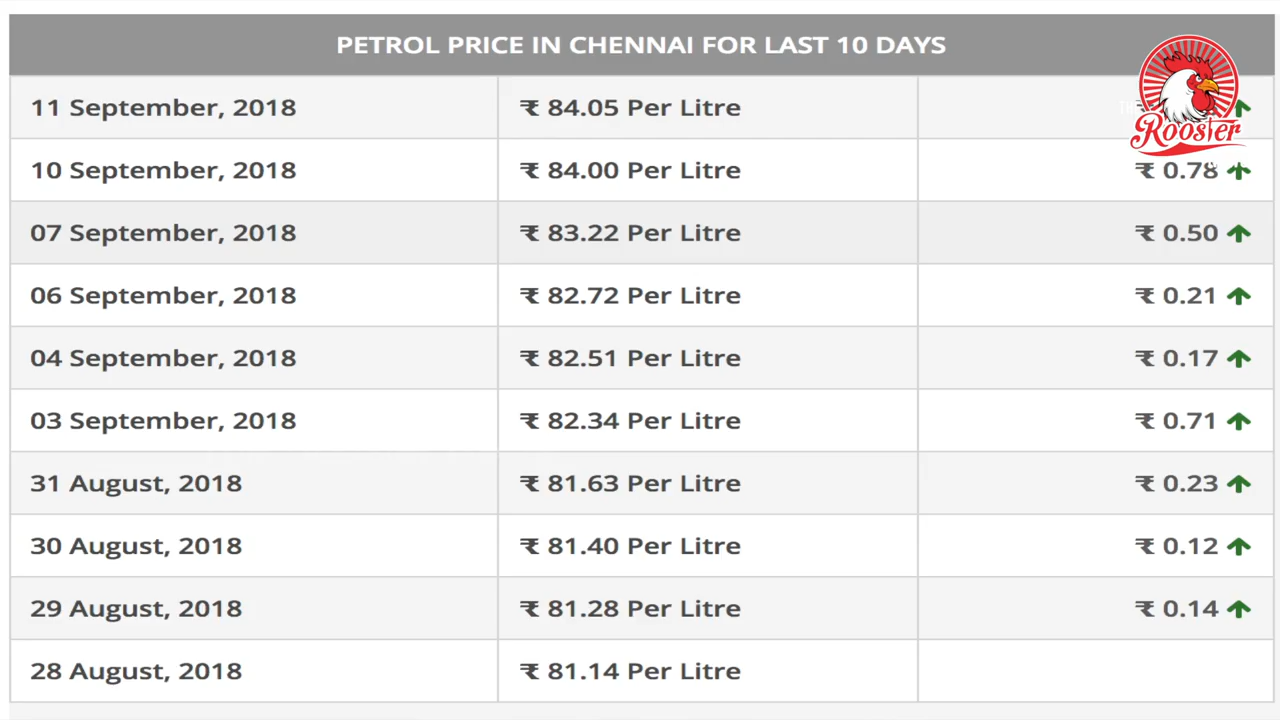 PETROL PRICE IN CHENNAI FOR LAST 10 DAYS
11 September, 2018 ₹ 84.05 Per Litre
Rooster
10 September, 2018 ₹ 84.00 Per Litre ₹ 0.78
07 September, 2018 ₹ 83.22 Per Litre ₹ 0.50
06 September, 2018 ₹ 82.72 Per Litre ₹ 0.21
04 September, 2018 ₹ 82.51 Per Litre ₹ 0.17
03 September, 2018 ₹ 82.34 Per Litre ₹ 0.71
31 August, 2018 ₹ 81.63 Per Litre ₹ 0.23
30 August, 2018 ₹ 81.40 Per Litre ₹ 0.12
29 August, 2018 ₹ 81.28 Per Litre ₹ 0.14
28 August, 2018 ₹ 81.14 Per Litre